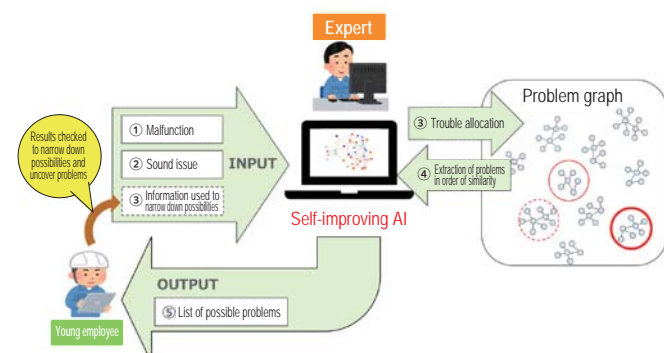 Expert
Problem graph
Results checked
to narrow down
possibilities and
uncover problems
① Malfunction
② Sound issue
③ Information used to
narrow down possibilities
INPUT
③ Trouble allocation
④ Extraction of problems
in order of similarity
Self-improving AI
OUTPUT
⑤ List of possible problems
Young employee